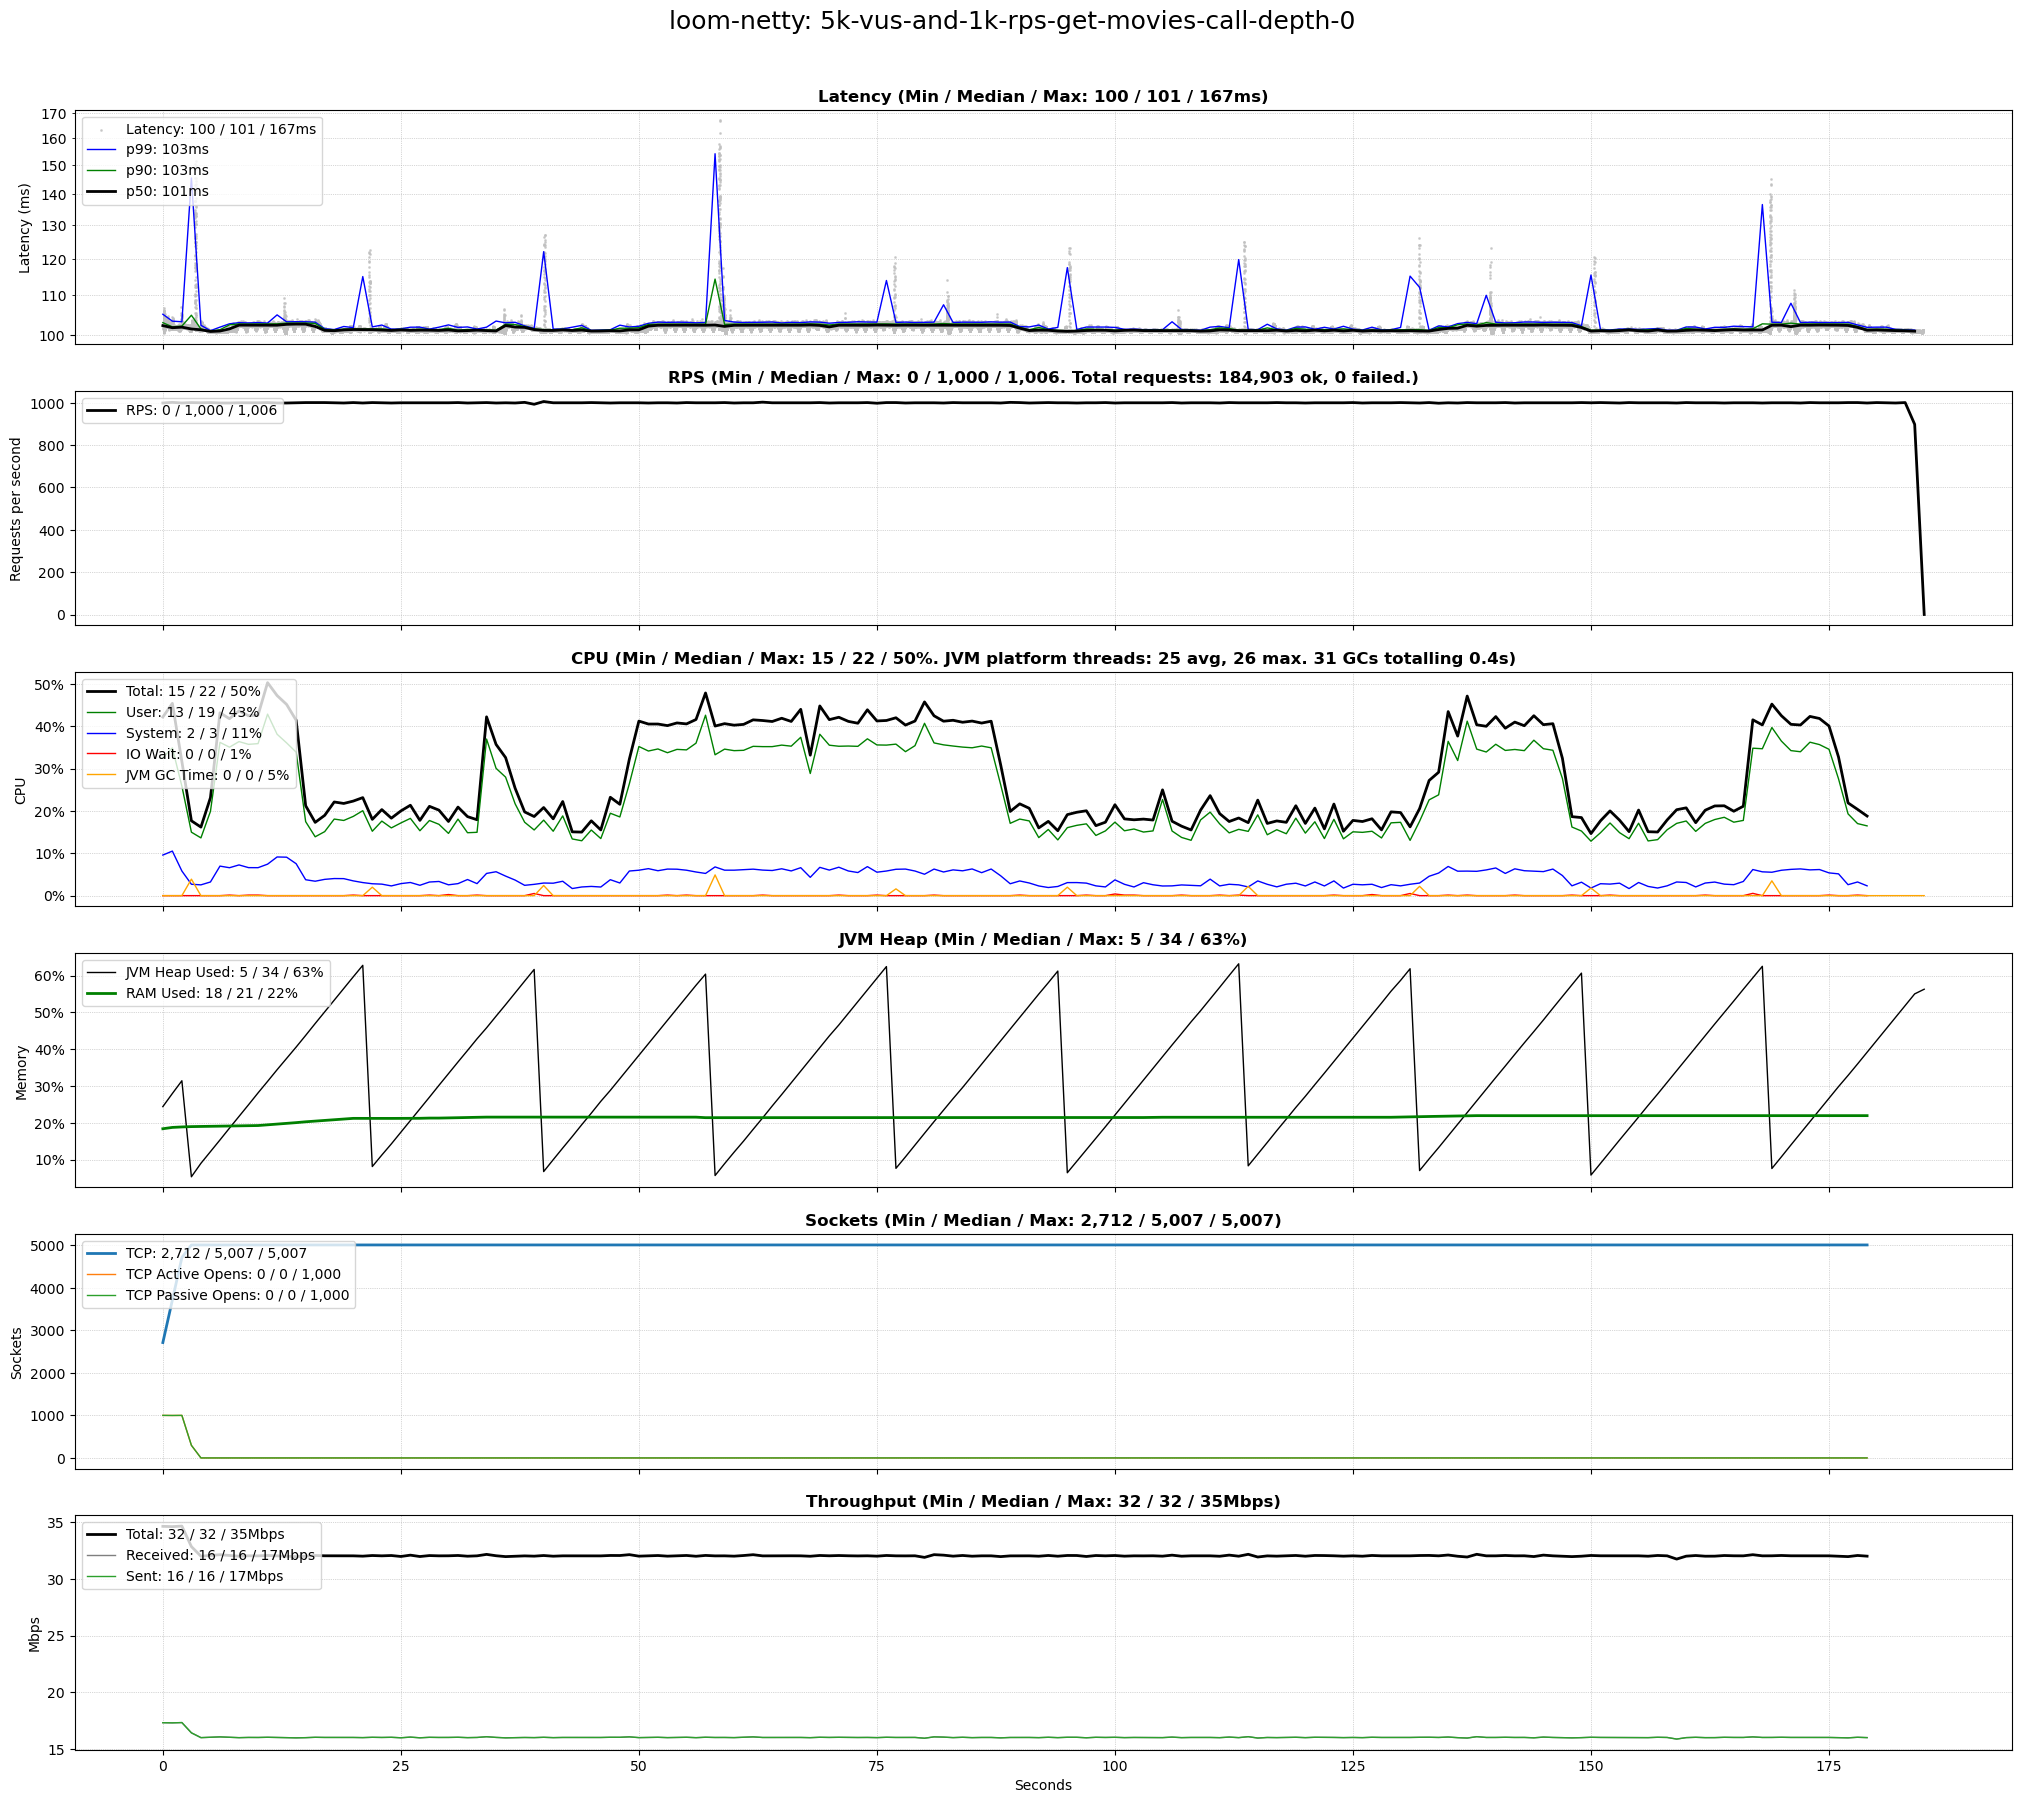 loom-netty: 5k-vus-and-1k-rps-get-movies-call-depth-0
Latency (Min / Median / Max: 100 / 101 / 167ms)
Latency: 100 / 101 / 167ms
p99: 103ms
p90: 103ms
p50: 101ms
Latency (ms)
170
160
150
140
130
120
110
100
RPS (Min / Median / Max: 0 / 1,000 / 1,006. Total requests: 184,903 ok, 0 failed.)
RPS: 0 / 1,000 / 1,006
Requests per second
1000
800
600
400
200
0
CPU (Min / Median / Max: 15 / 22 / 50%. JVM platform threads: 25 avg, 26 max. 31 GCs totalling 0.4s)
Total: 15 / 22 / 50%
User: 13 / 19 / 43%
System: 2 / 3 / 11%
IO Wait: 0 / 0 / 1%
JVM GC Time: 0 / 0 / 5%
CPU
50%
40%
30%
20%
10%
0%
JVM Heap (Min / Median / Max: 5 / 34 / 63%)
JVM Heap Used: 5 / 34 / 63%
RAM Used: 18 / 21 / 22%
Memory
60%
50%
40%
30%
20%
10%
Sockets (Min / Median / Max: 2,712 / 5,007 / 5,007)
TCP: 2,712 / 5,007 / 5,007
TCP Active Opens: 0 / 0 / 1,000
TCP Passive Opens: 0 / 0 / 1,000
Sockets
5000
4000
3000
2000
1000
0
Throughput (Min / Median / Max: 32 / 32 / 35Mbps)
Total: 32 / 32 / 35Mbps
Received: 16 / 16 / 17Mbps
Sent: 16 / 16 / 17Mbps
Mbps
35
30
25
20
15
0 25 50 75 100 125 150 175
Seconds